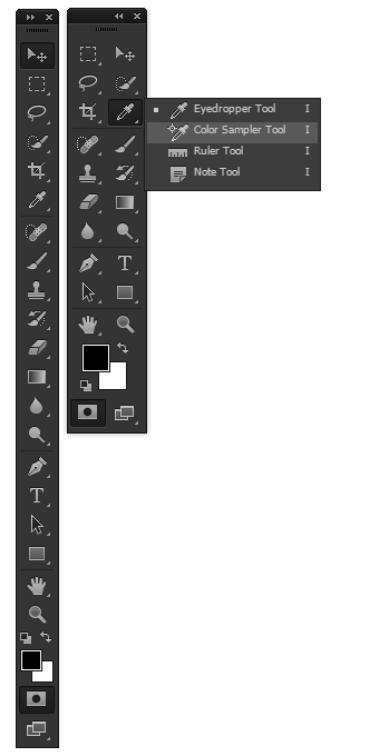 Eyedropper Tool I
Color Sampler Tool I
Ruler Tool I
Note Tool I
T
T